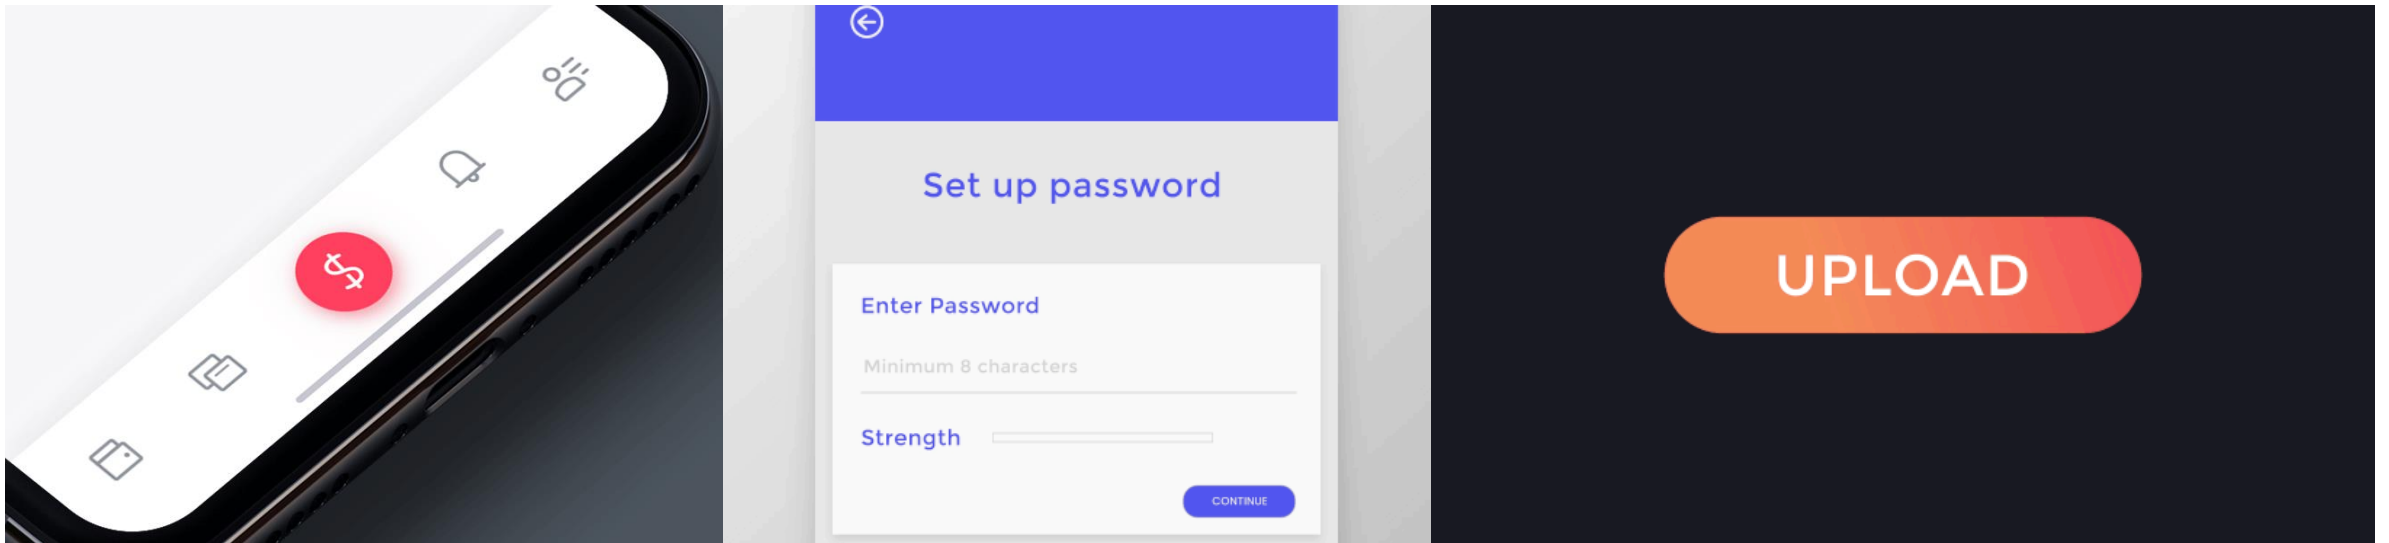 $
Set up password
Enter Password
Minimum 8 characters
Strength
CONTINUE
UPLOAD